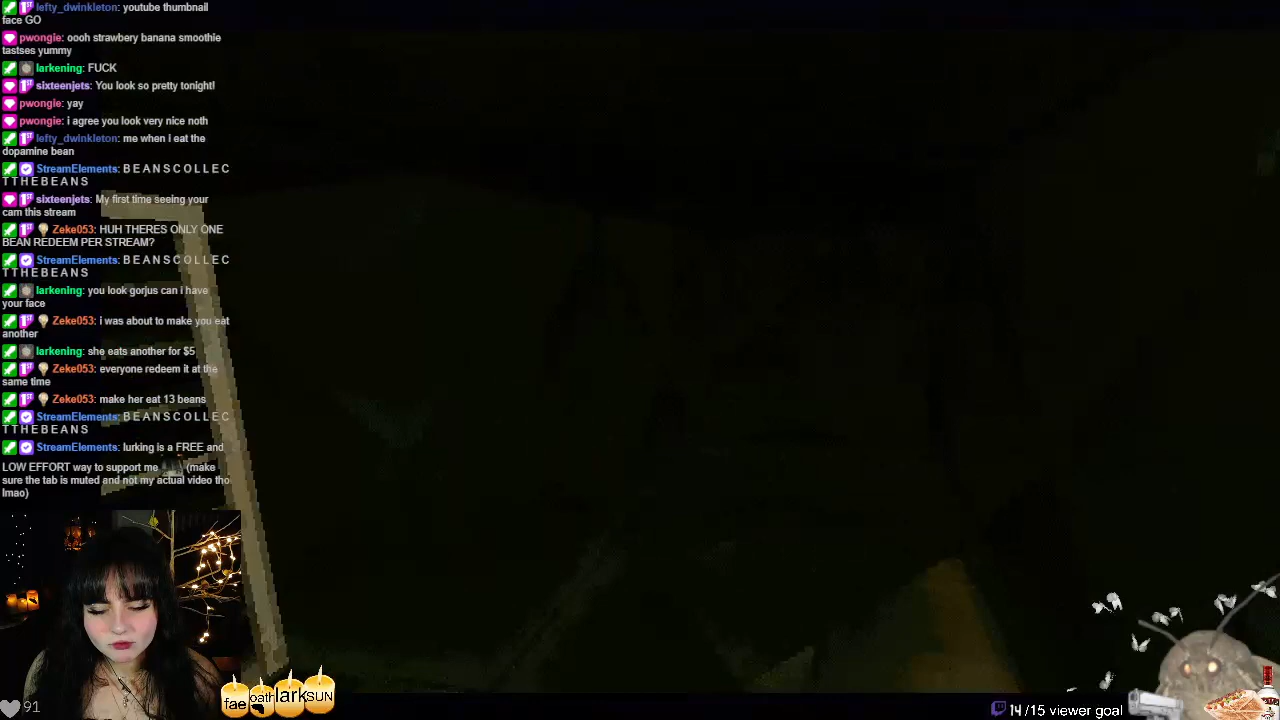 lefty_dwinkleton: youtube thumbnail
face GO
pwongie: oooh strawbery banana smoothie
tastses yummy
larkening: FUCK
sixteenjets: You look so pretty tonight!
pwongie: yay
pwongie: i agree you look very nice noth
lefty_dwinkleton: me when i eat the
dopamine bean
StreamElements: B E A N S C O L L E C
T T H E B E A N S
sixteenjets: My first time seeing your
cam this stream
Zeke053: HUH THERES ONLY ONE
BEAN REDEEM PER STREAM?
StreamElements: B E A N S C O L L E C
T T H E B E A N S
larkening: you look gorjus can i have
your face
Zeke053: i was about to make you eat
another
larkening: she eats another for $5
Zeke053: everyone redeem it at the
same time
Zeke053: make her eat 13 beans
StreamElements: B E A N S C O L L E C
T T H E B E A N S
StreamElements: lurking is a FREE and
LOW EFFORT way to support me (make
sure the tab is muted and not my actual video tho
lmao)
fae oath lark SUN
91
14 /15 viewer goal